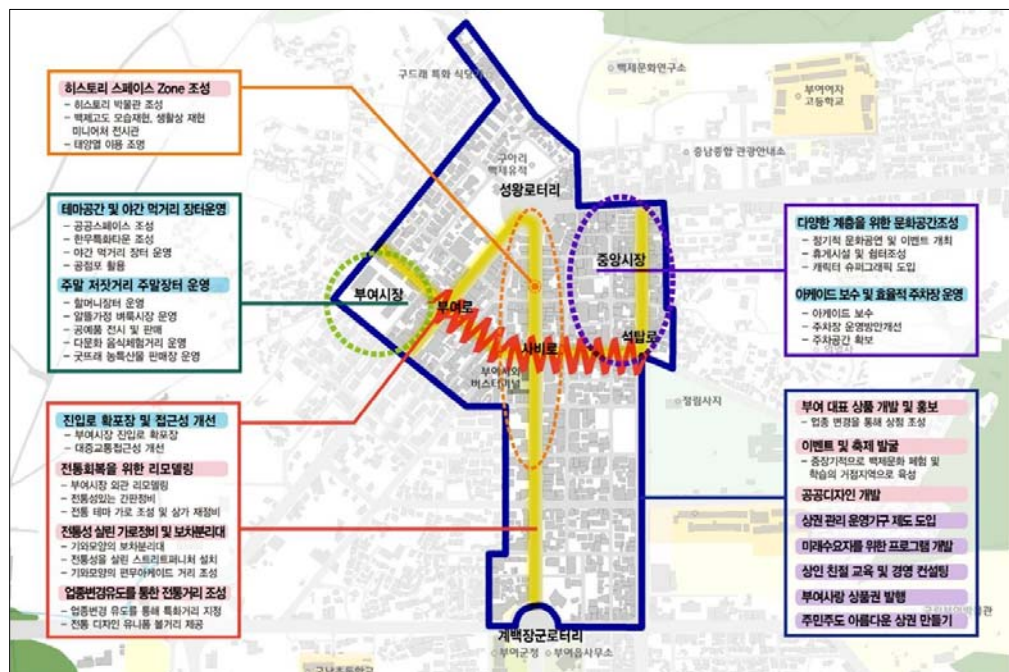 히스토리 스페이스 Zone 조성
- 히스토리 박물관 조성
- 백제고도 모습재현, 생활상 재현
미니어처 전시관
- 태양열 이용 조명
테마공간 및 야간 먹거리 장터운영
- 공공스페이스 조성
- 한우특화타운 조성
- 야간 먹거리 장터 운영
- 공점포 활용
주말 저잣거리 주말장터 운영
- 할머니장터 운영
- 알뜰가정 벼룩시장 운영
- 공예품 전시 및 판매
- 다문화 음식체험거리 운영
- 굿뜨래 농특산물 판매장 운영
진입로 확포장 및 접근성 개선
- 부여시장 진입로 확포장
- 대중교통접근성 개선
전통회복을 위한 리모델링
- 부여시장 외관 리모델링
- 전통성있는 간판정비
- 전통 테마 가로 조성 및 상가 재정비
전통성 살린 가로정비 및 보차분리대
- 기와모양의 보차분리대
- 전통성을 살린 스트리트퍼니처 설치
- 기와모양의 편무아케이드 거리 조성
업종변경유도를 통한 전통거리 조성
- 업종변경 유도를 통해 특화거리 지정
- 전통 디자인 유니폼 볼거리 제공
구드래 특화 식당가
백제문화연구소
부여여자
고등학교
충남종합 관광안내소
구아리
백제유적
성왕로터리
중앙시장
부여시장
부여로
사비로
석탑로
부여시외
버스터미널
정림사지
계백장군로터리
부여군청
부여읍사무소
다양한 계층을 위한 문화공간조성
- 정기적 문화공연 및 이벤트 개최
- 휴게시설 및 쉼터조성
- 캐릭터 슈퍼그래픽 도입
아케이드 보수 및 효율적 주차장 운영
- 아케이드 보수
- 주차장 운영방안개선
- 주차공간 확보
부여 대표 상품 개발 및 홍보
- 업종 변경을 통해 상점 조성
이벤트 및 축제 발굴
- 중장기적으로 백제문화 체험 및
학습의 거점지역으로 육성
공공디자인 개발
상권 관리 운영기구 제도 도입
미래수요자를 위한 프로그램 개발
상인 친절 교육 및 경영 컨설팅
부여사랑 상품권 발행
주민주도 아름다운 상권 만들기